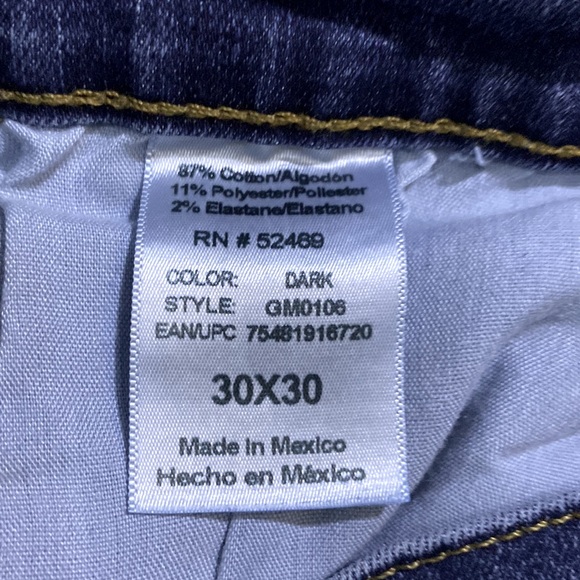 87% Cotton/Algodón
11% Polyester/Poliester
2% Elastane/Elastano
RN # 52469
COLOR: DARK
STYLE: GM0106
EAN/UPC 75481916720
30X30
Made in Mexico
Hecho en México